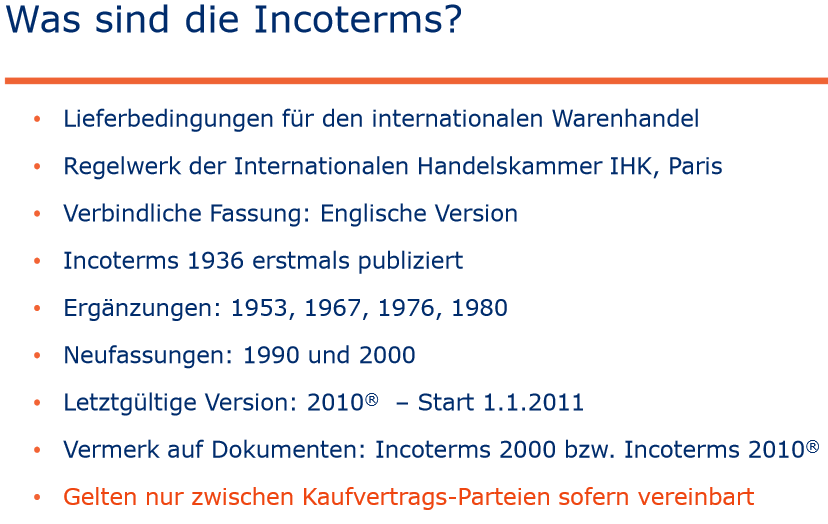 Was sind die Incoterms?
• Lieferbedingungen für den internationalen Warenhandel
• Regelwerk der Internationalen Handelskammer IHK, Paris
• Verbindliche Fassung: Englische Version
• Incoterms 1936 erstmals publiziert
• Ergänzungen: 1953, 1967, 1976, 1980
• Neufassungen: 1990 und 2000
• Letztgültige Version: 2010® – Start 1.1.2011
• Vermerk auf Dokumenten: Incoterms 2000 bzw. Incoterms 2010®
• Gelten nur zwischen Kaufvertrags-Parteien sofern vereinbart